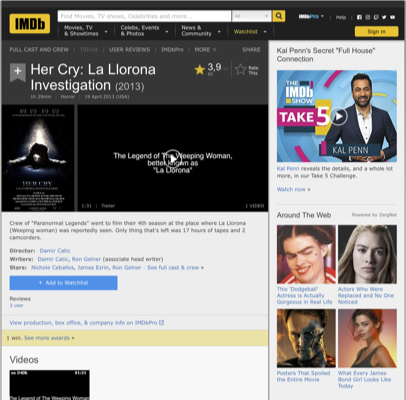 IMDb
Find Movies, TV shows, Celebrities and more...
All
Movies, TV
& Showtimes
Celebs, Events
& Photos
News &
Community
Watchlist
IMDbPro
Help
Sign in
FULL CAST AND CREW | TRIVIA | USER REVIEWS | IMDbPro | MORE
SHARE
Her Cry: La Llorona
Investigation (2013)
1h 29min | Horror | 19 April 2013 (USA)
3,9
Rate
This
HER CRY
The Legend of The Weeping Woman,
better known as
"La Llorona"
1:31 | Trailer
1 VIDEO
Crew of "Paranormal Legends" went to film their 4th season at the place where La Llorona
(Weeping woman) was reportedly seen. Only thing that's left was 17 hours of tapes and 2
camcorders.
Director: Damir Catic
Writers: Damir Catic, Ron Gelner (associate head writer)
Stars: Nichole Ceballos, James Ezrin, Ron Gelner | See full cast & crew »
+ Add to Watchlist
Reviews
3 user
View production, box office, & company info on IMDbPro
1 win. See more awards »
Videos
as IMDb
01:31
The Legend of The Weeping Woman,
Kal Penn's Secret "Full House"
Connection
THE
IMDb
SHOW
TAKE 5
KAL PENN
Kal Penn reveals the details, and a whole lot
more, in our Take 5 Challenge.
Watch now »
Around The Web
Powered by ZergNet
This 'Dodgeball'
Actress is Actually
Gorgeous in Real Life
Actors Who Were
Replaced and No One
Noticed
Posters That Spoiled
the Entire Movie
What Every James
Bond Girl Looks Like
Today